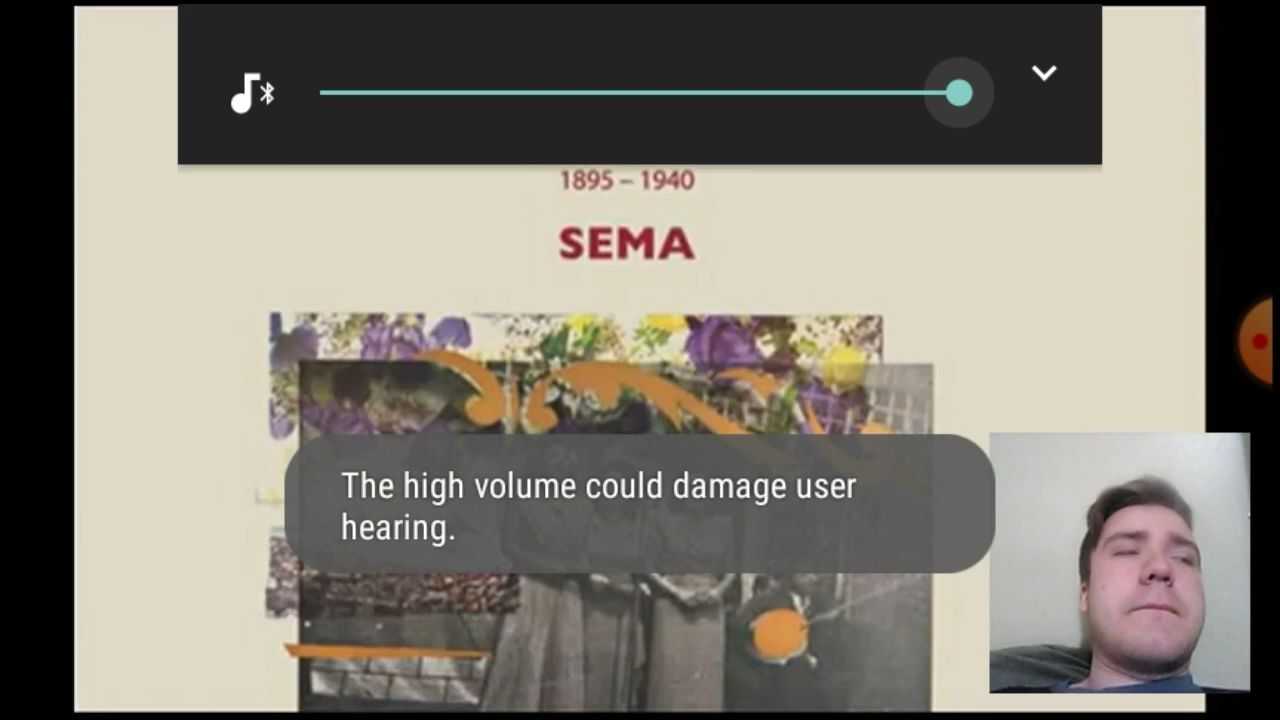 1895 – 1940
SEMA
The high volume could damage user
hearing.